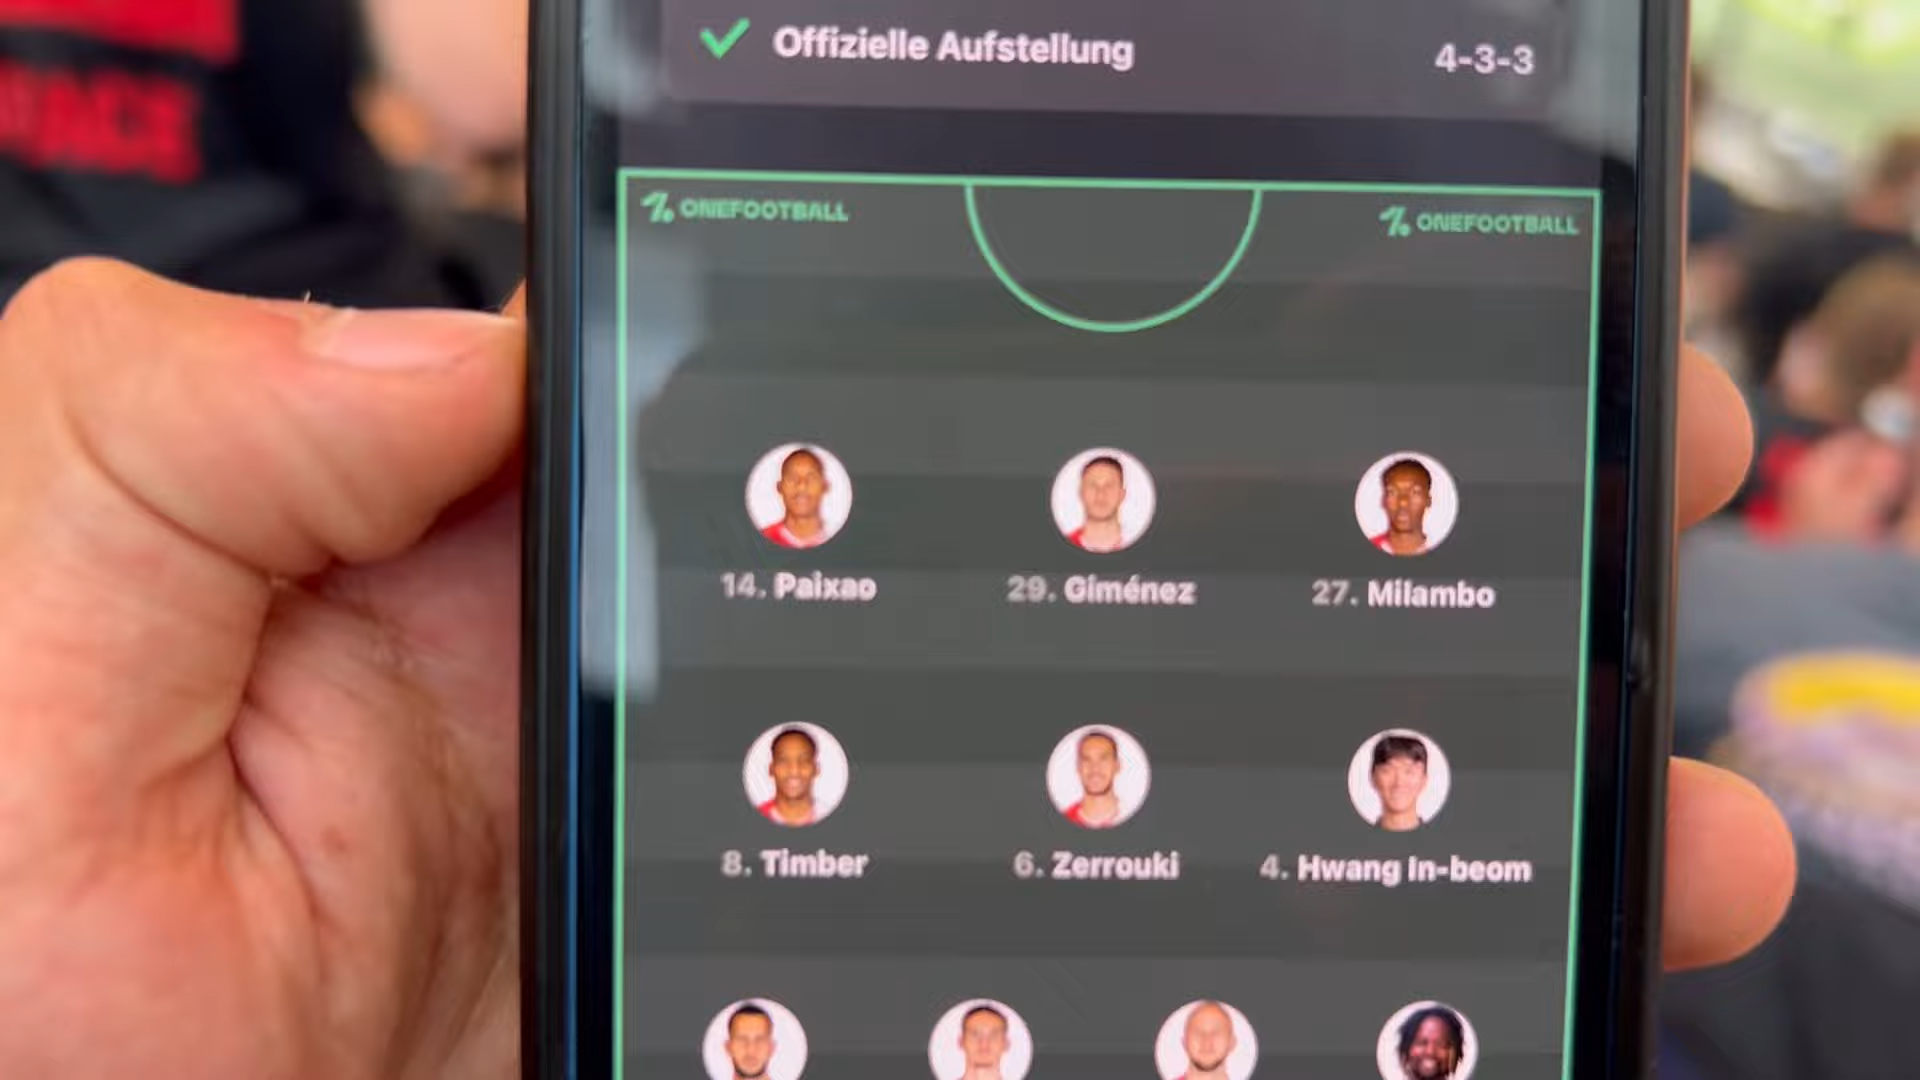 Offizielle Aufstellung
4-3-3
ONEFOOTBALL
ONEFOOTBALL
14. Paixao
29. Giménez
27. Milambo
8. Timber
6. Zerrouki
4. Hwang In-beom